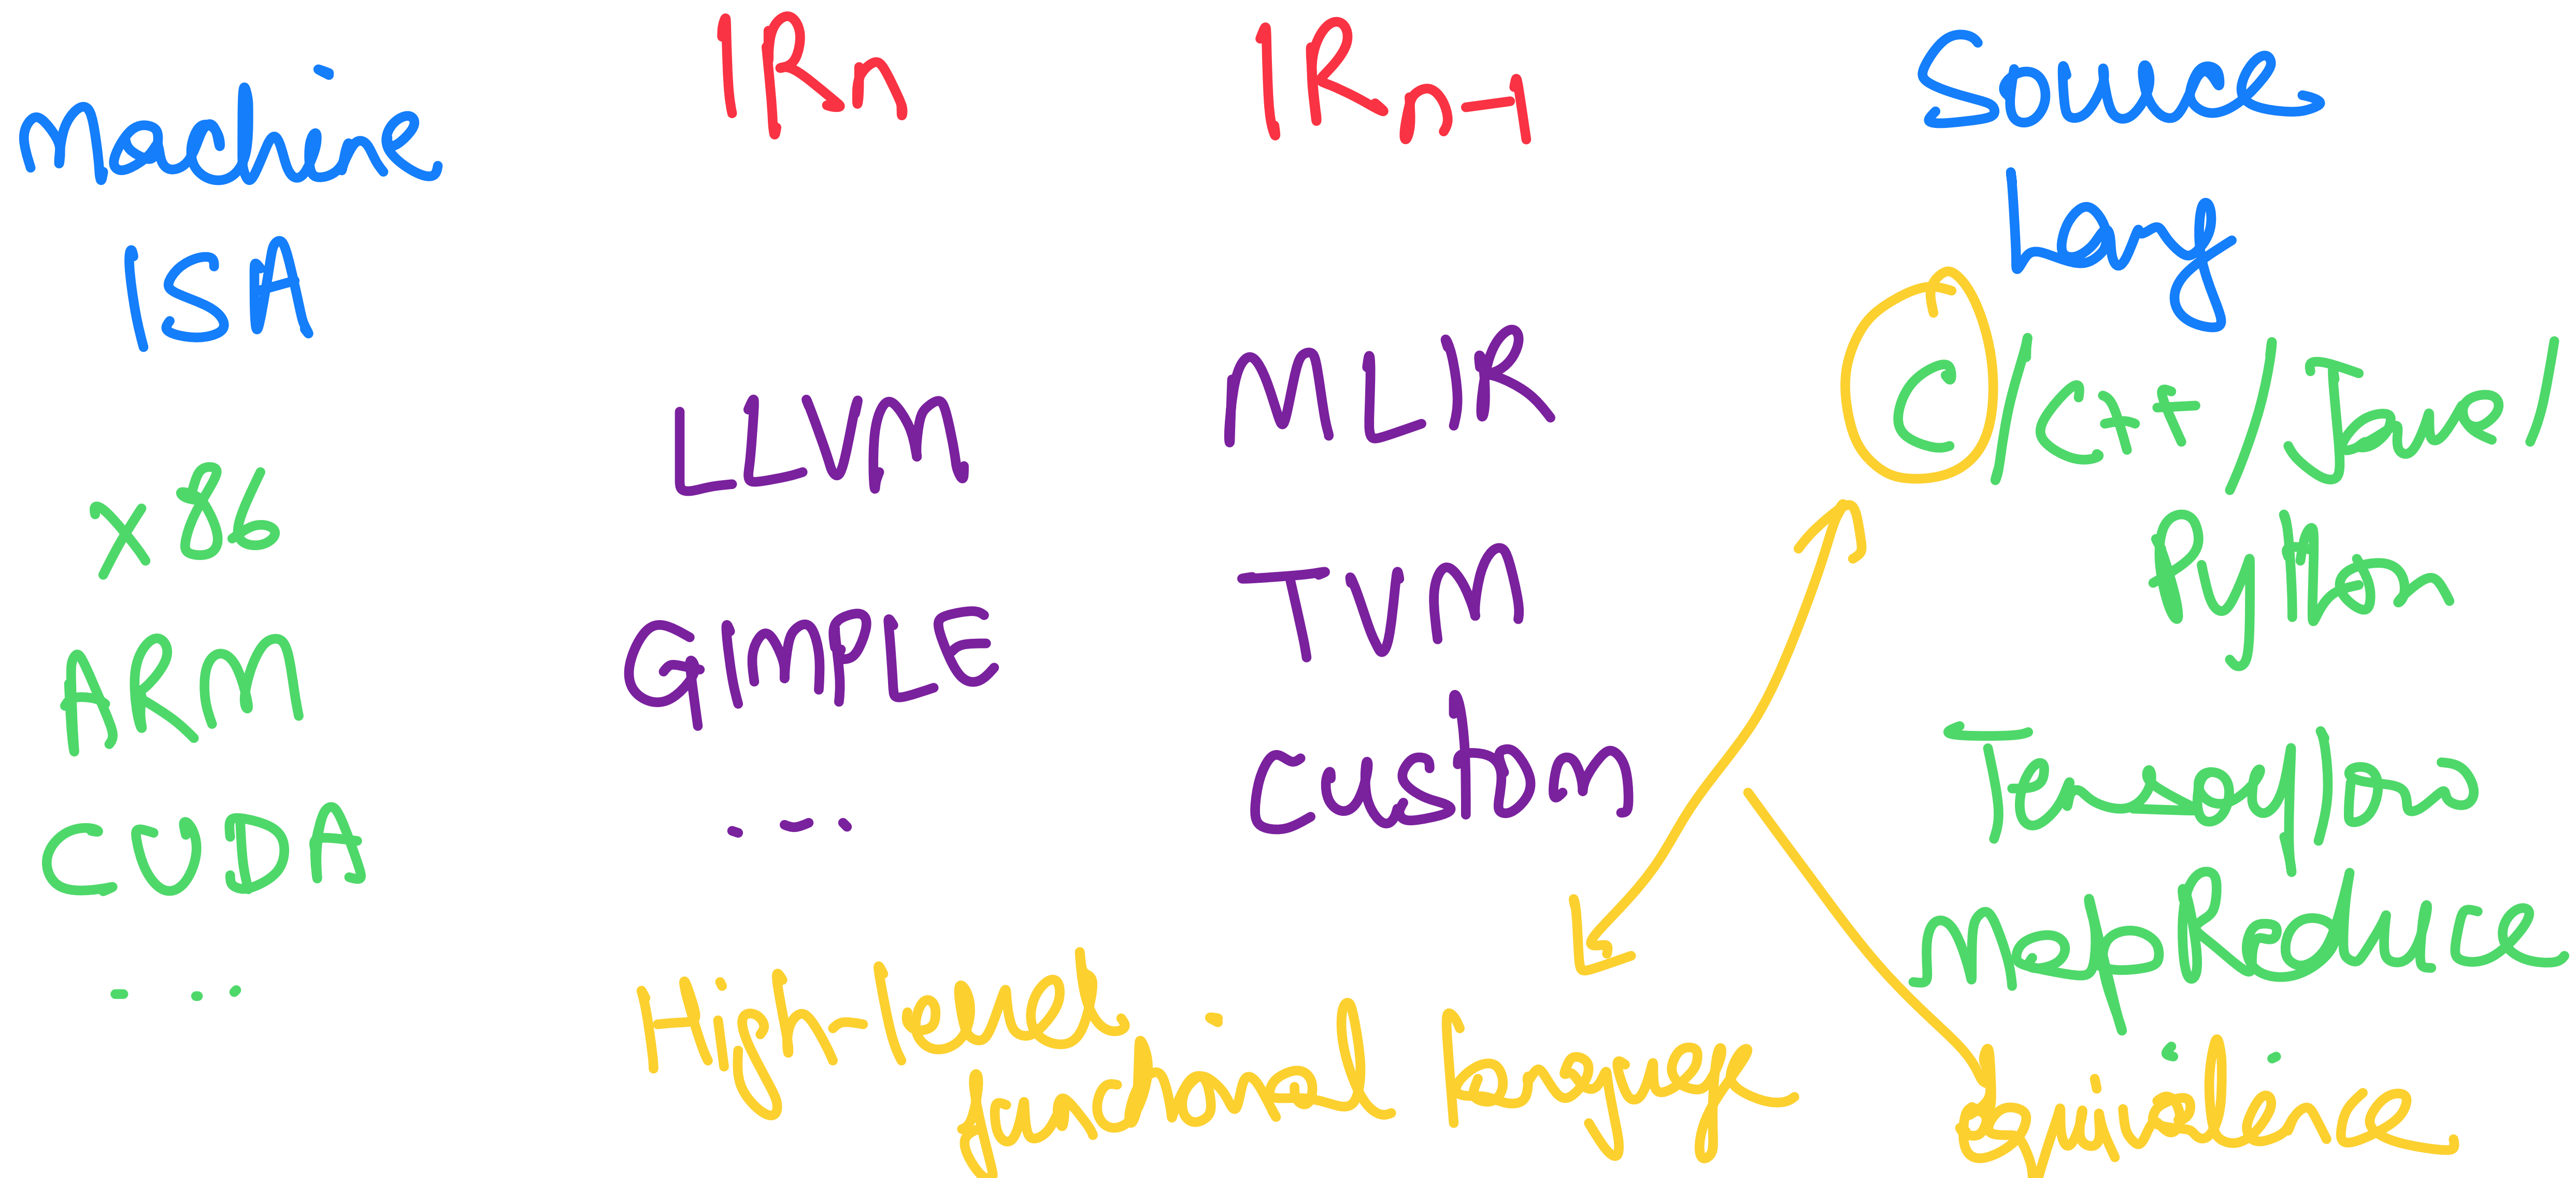 Machine
ISA
x86
ARM
CUDA
...
IRn
LLVM
GIMPLE
...
IRn-1
MLIR
TVM
Custom
Source
Lang
C/C++/Java/
Python
Tensorflow
MapReduce
High-level
functional language
equivalence